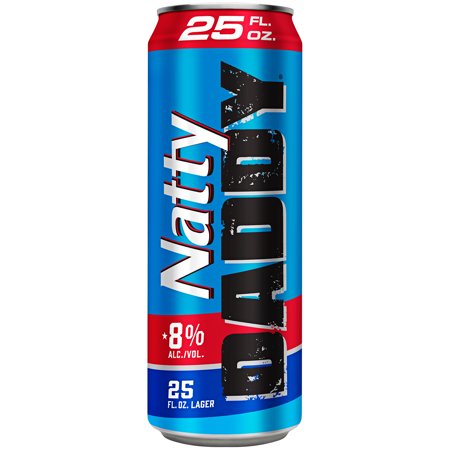 25 FL. OZ.
Natty
DADDY
*8%
ALC./VOL.
25
FL. OZ. LAGER